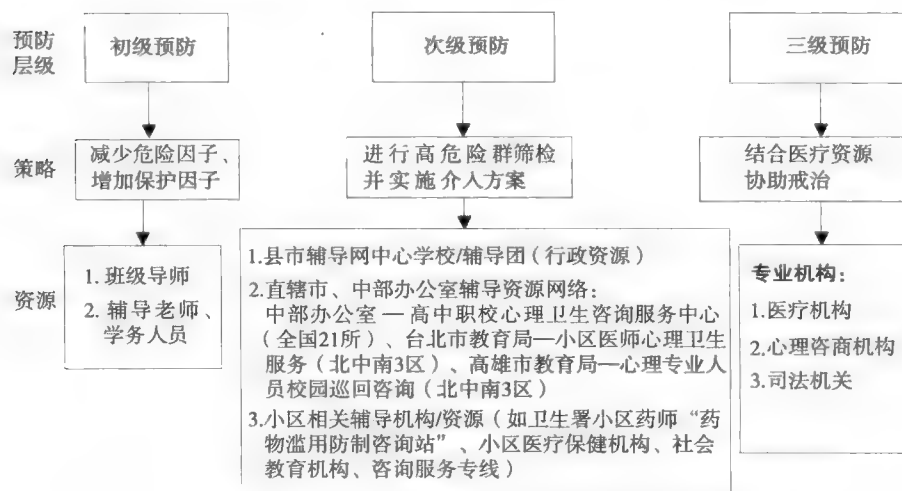 预防
层级
初级预防
次级预防
三级预防
策略
减少危险因子、
增加保护因子
进行高危险群筛检
并实施介入方案
结合医疗资源
协助戒治
资源
1. 班级导师
2. 辅导老师、
学务人员
1.县市辅导网中心学校/辅导团（行政资源）
2.直辖市、中部办公室辅导资源网络：
中部办公室 — 高中职校心理卫生咨询服务中心
（全国21所）、台北市教育局—小区医师心理卫生
服务（北中南3区）、高雄市教育局—心理专业人
员校园巡回咨询（北中南3区）
3.小区相关辅导机构/资源（如卫生署小区药师“药
物滥用防制咨询站”、小区医疗保健机构、社会
教育机构、咨询服务专线）
专业机构：
1.医疗机构
2.心理咨商机构
3.司法机关